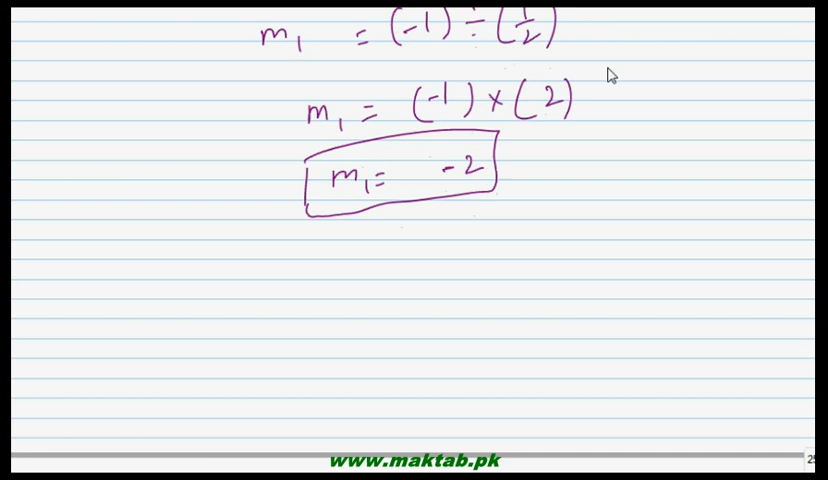 m₁ = (-1) ÷ (1/2)
m₁ = (-1) × (2)
m₁ = -2
www.maktab.pk